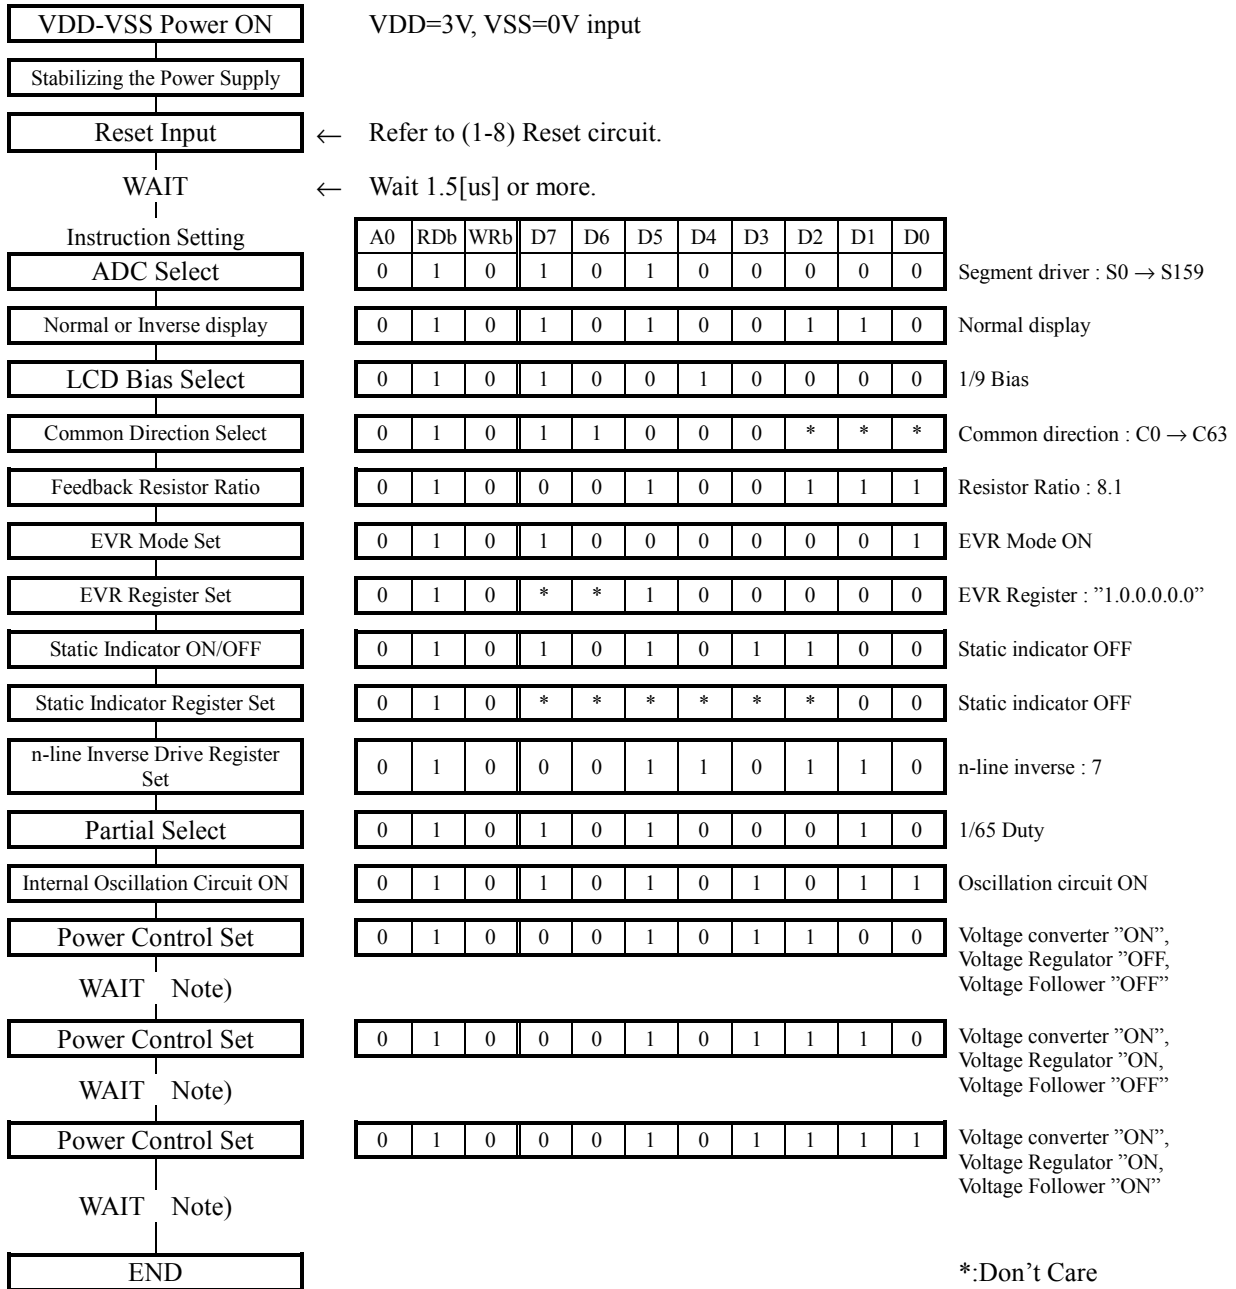 VDD-VSS Power ON VDD=3V, VSS=0V input
Stabilizing the Power Supply
Reset Input ← Refer to (1-8) Reset circuit.
WAIT ← Wait 1.5[us] or more.
Instruction Setting A0 RDb WRb D7 D6 D5 D4 D3 D2 D1 D0
ADC Select 0 1 0 1 0 1 0 0 0 0 0 Segment driver : S0 → S159
Normal or Inverse display 0 1 0 1 0 1 0 0 1 1 0 Normal display
LCD Bias Select 0 1 0 1 0 0 1 0 0 0 0 1/9 Bias
Common Direction Select 0 1 0 1 1 0 0 0 * * * Common direction : C0 → C63
Feedback Resistor Ratio 0 1 0 0 0 1 0 0 1 1 1 Resistor Ratio : 8.1
EVR Mode Set 0 1 0 1 0 0 0 0 0 0 1 EVR Mode ON
EVR Register Set 0 1 0 * * 1 0 0 0 0 0 EVR Register : ”1.0.0.0.0.0”
Static Indicator ON/OFF 0 1 0 1 0 1 0 1 1 0 0 Static indicator OFF
Static Indicator Register Set 0 1 0 * * * * * * 0 0 Static indicator OFF
n-line Inverse Drive Register
Set 0 1 0 0 0 1 1 0 1 1 0 n-line inverse : 7
Partial Select 0 1 0 1 0 1 0 0 0 1 0 1/65 Duty
Internal Oscillation Circuit ON 0 1 0 1 0 1 0 1 0 1 1 Oscillation circuit ON
Power Control Set 0 1 0 0 0 1 0 1 1 0 0 Voltage converter ”ON”,
Voltage Regulator ”OFF,
WAIT Note) Voltage Follower ”OFF”
Power Control Set 0 1 0 0 0 1 0 1 1 1 0 Voltage converter ”ON”,
Voltage Regulator ”ON,
WAIT Note) Voltage Follower ”OFF”
Power Control Set 0 1 0 0 0 1 0 1 1 1 1 Voltage converter ”ON”,
Voltage Regulator ”ON,
Voltage Follower ”ON”
WAIT Note)
END *:Don’t Care